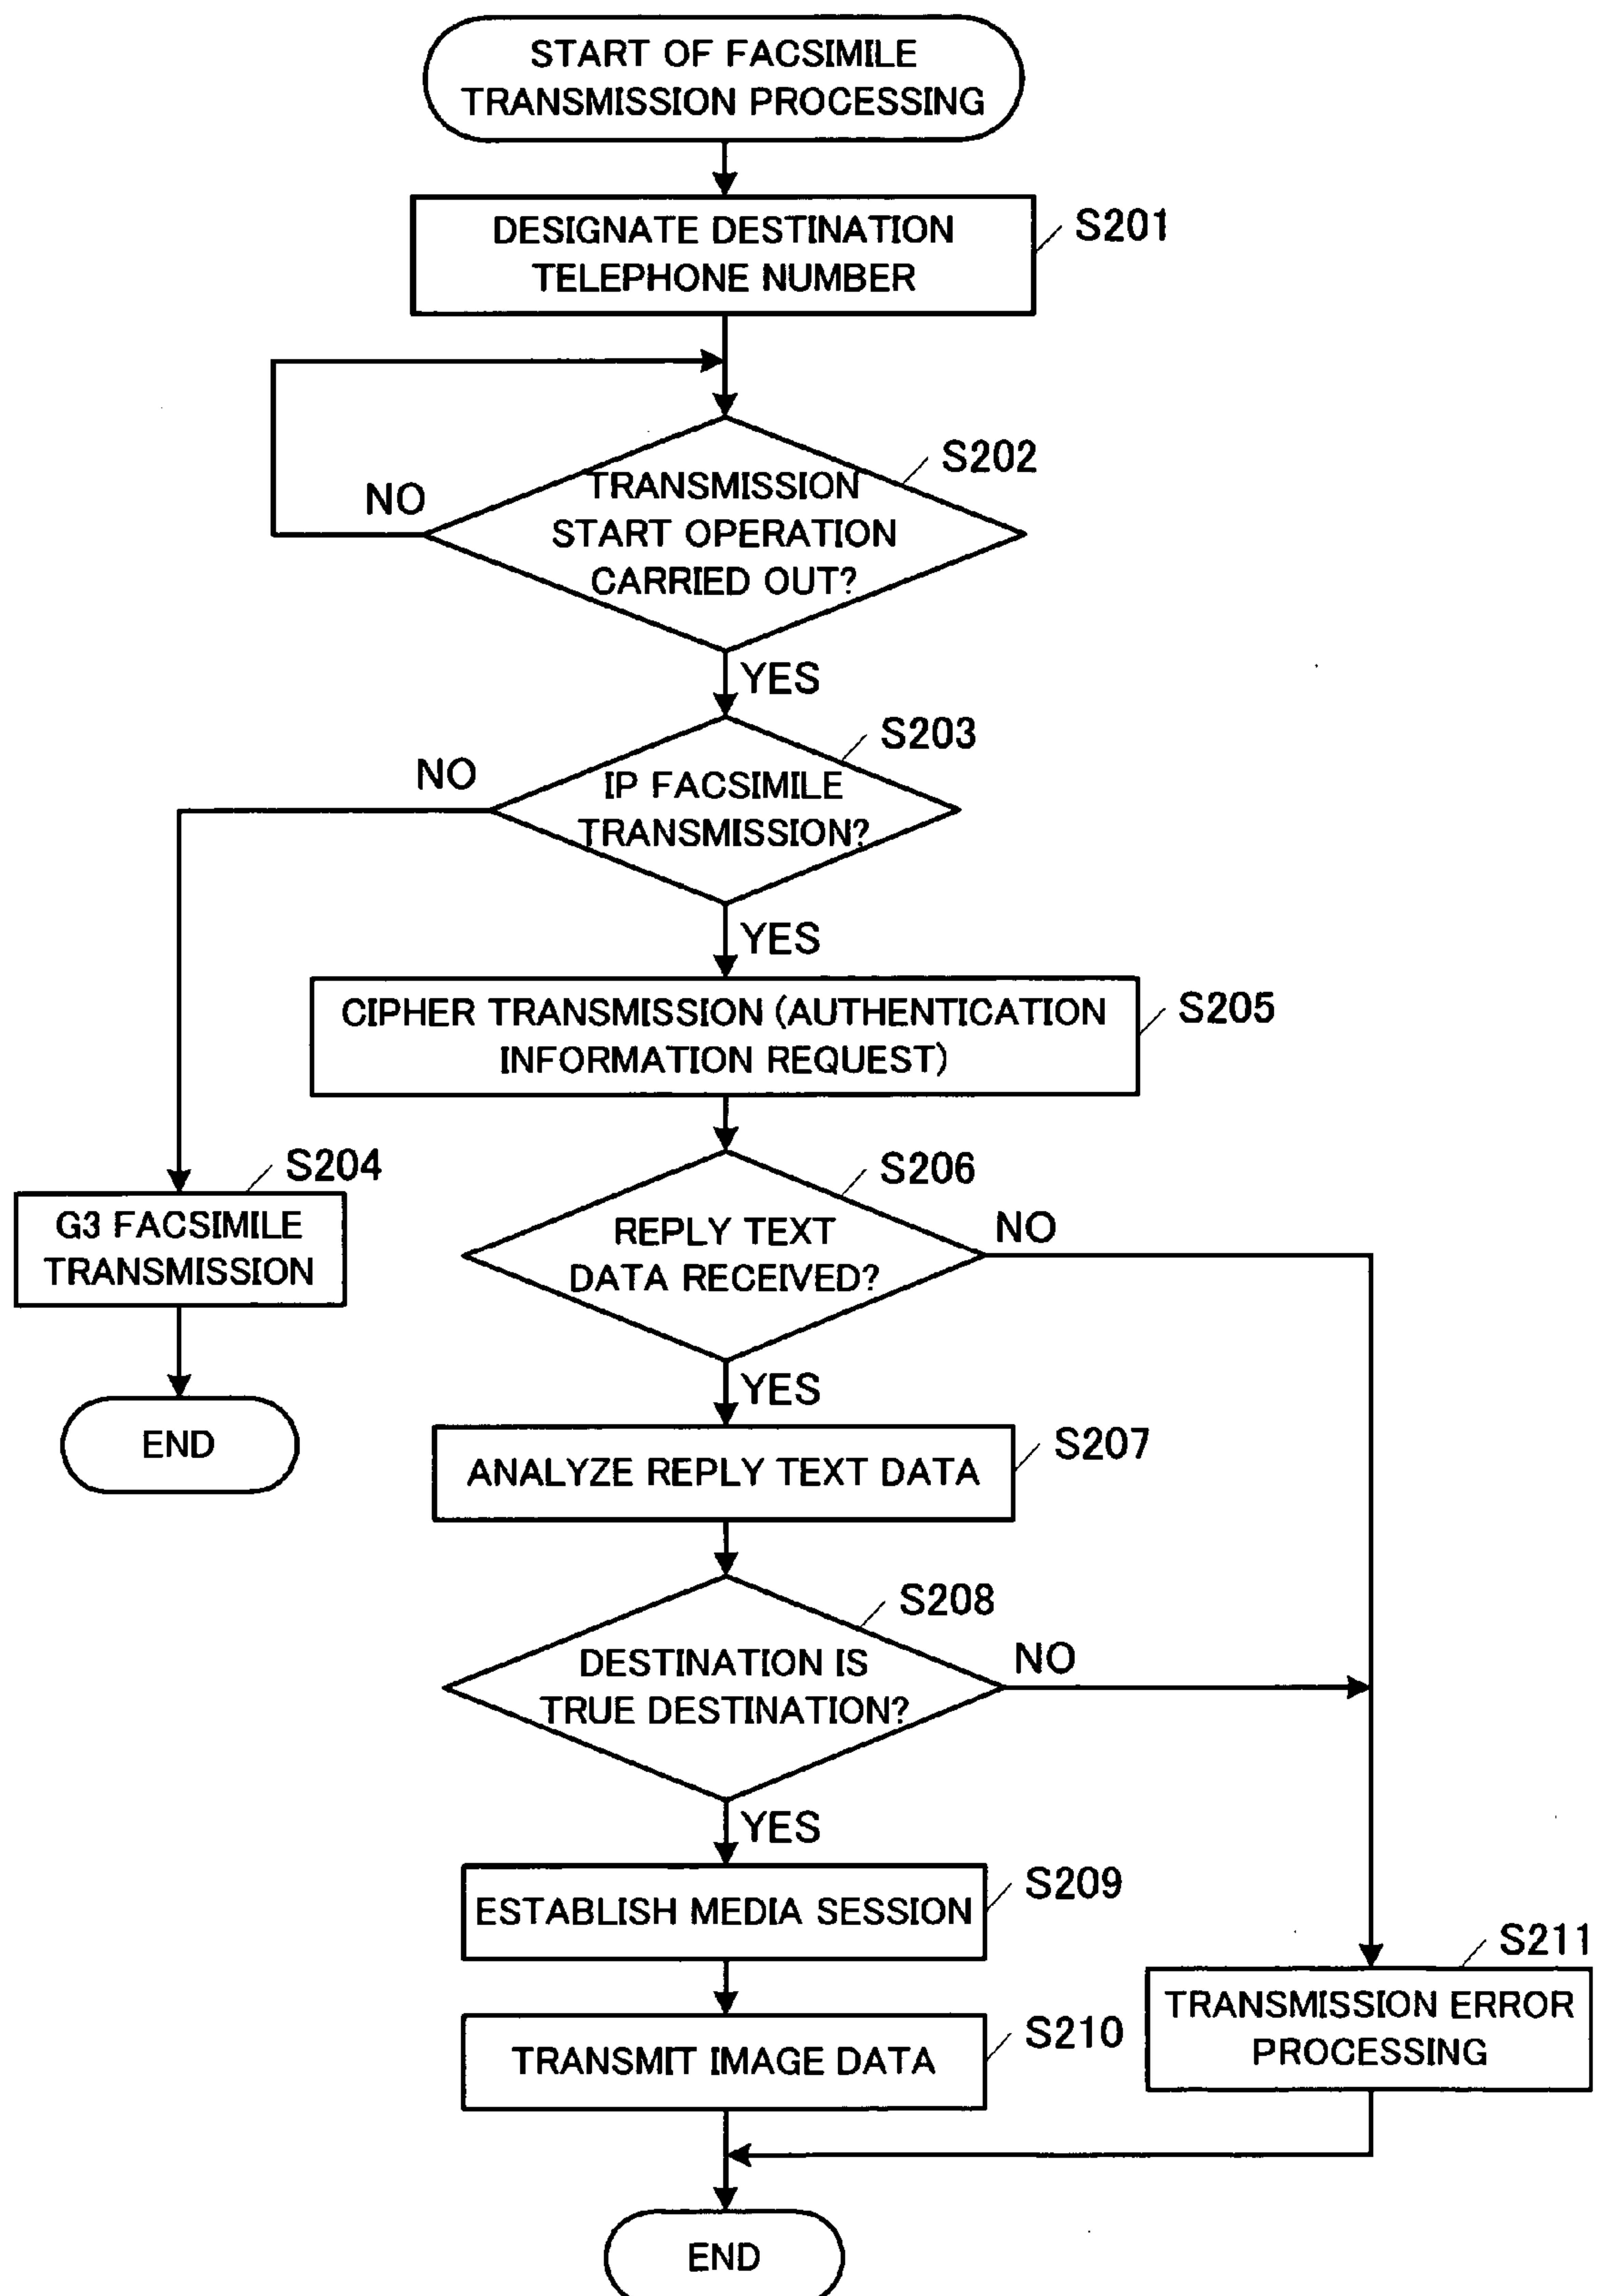 START OF FACSIMILE
TRANSMISSION PROCESSING
DESIGNATE DESTINATION
TELEPHONE NUMBER
S201
S202
TRANSMISSION
START OPERATION
CARRIED OUT?
NO
YES
S203
IP FACSIMILE
TRANSMISSION?
NO
YES
CIPHER TRANSMISSION (AUTHENTICATION
INFORMATION REQUEST)
S205
S204
G3 FACSIMILE
TRANSMISSION
END
S206
REPLY TEXT
DATA RECEIVED?
NO
YES
ANALYZE REPLY TEXT DATA
S207
S208
DESTINATION IS
TRUE DESTINATION?
NO
YES
ESTABLISH MEDIA SESSION
S209
TRANSMIT IMAGE DATA
S210
S211
TRANSMISSION ERROR
PROCESSING
END